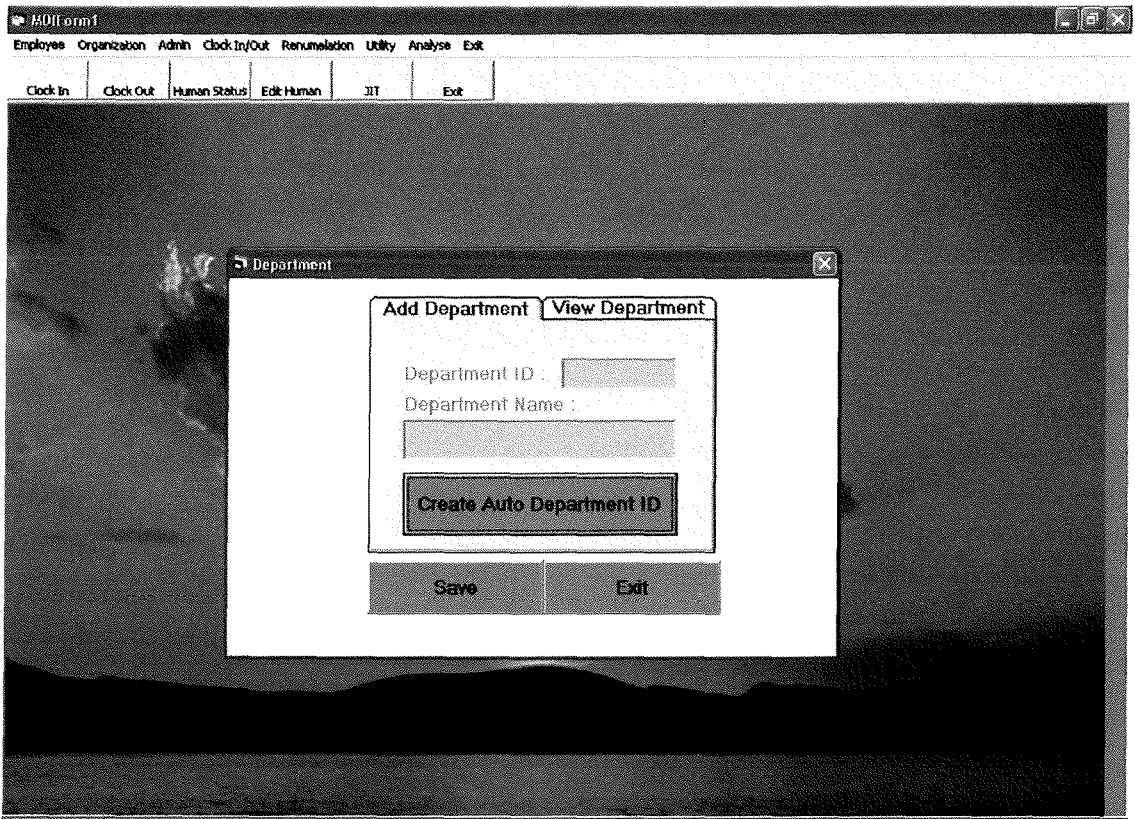 MDIForm1
Employee Organization Admin Clock In/Out Renumelation Utility Analyse Exit
Clock In Clock Out Human Status Edit Human JIT Exit
Department
Add Department View Department
Department ID :
Department Name :
Create Auto Department ID
Save Exit